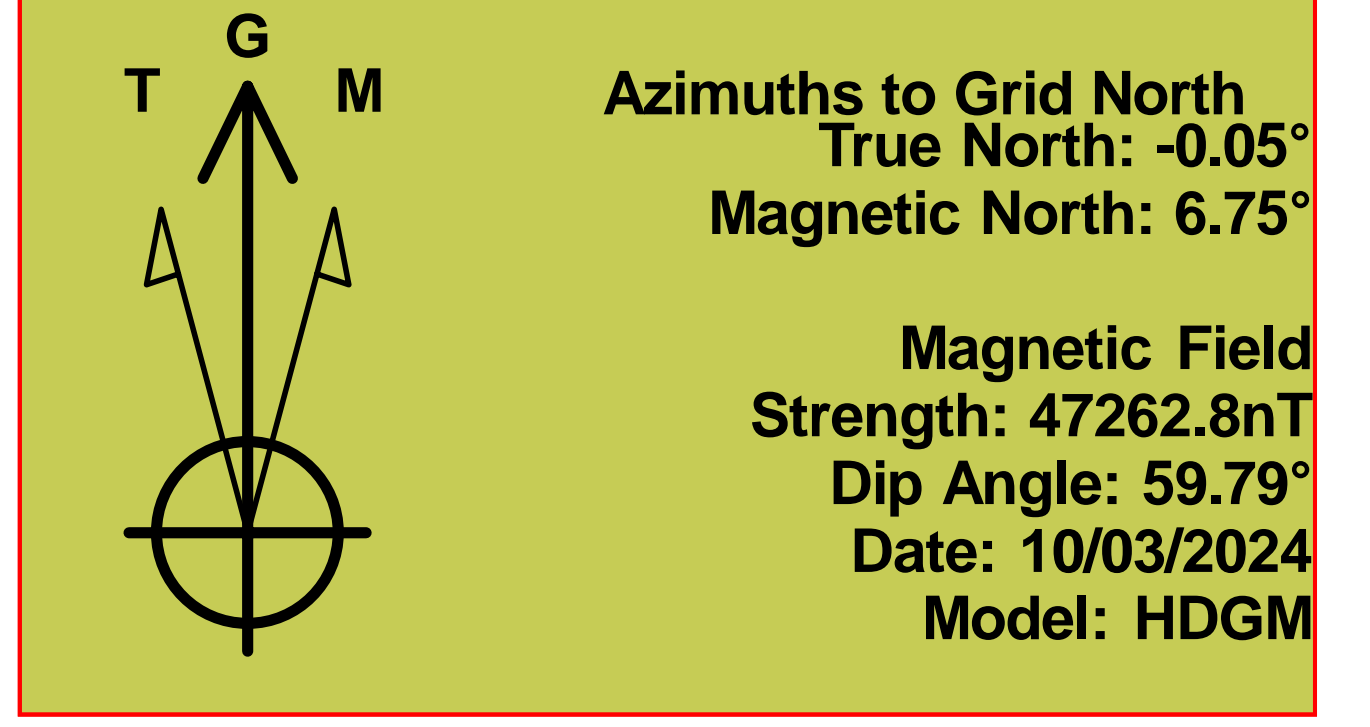 G
T M
Azimuths to Grid North
True North: -0.05°
Magnetic North: 6.75°
Magnetic Field
Strength: 47262.8nT
Dip Angle: 59.79°
Date: 10/03/2024
Model: HDGM